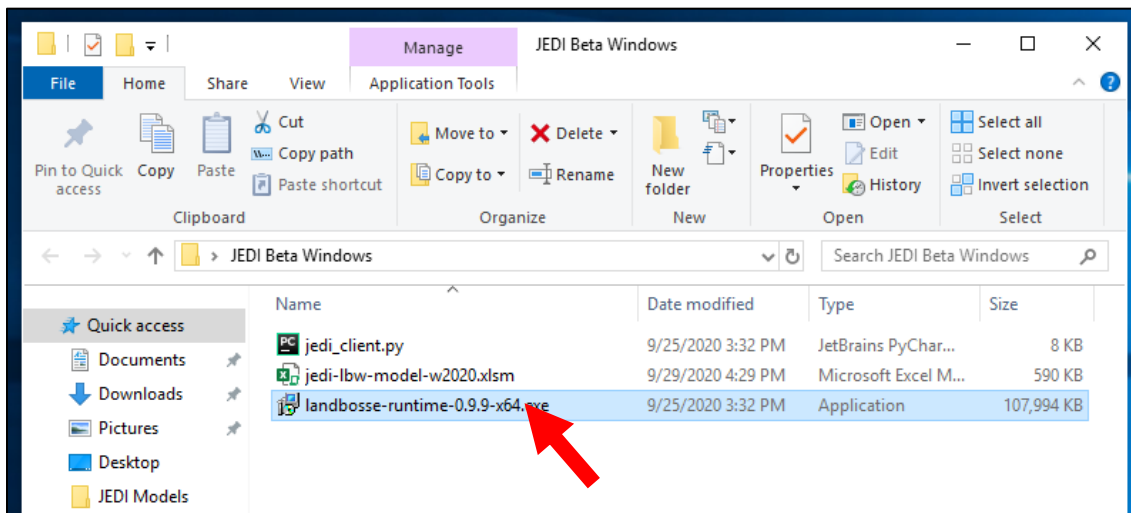 Manage JEDI Beta Windows
File Home Share View Application Tools
Pin to Quick access
Copy
Paste
Cut
Copy path
Paste shortcut
Clipboard
Move to
Copy to
Delete
Rename
Organize
New folder
New
Properties
Open
Edit
History
Open
Select all
Select none
Invert selection
Select
JEDI Beta Windows Search JEDI Beta Windows
Name Date modified Type Size
Quick access
Documents
Downloads
Pictures
Desktop
JEDI Models
jedi_client.py 9/25/2020 3:32 PM JetBrains PyChar... 8 KB
jedi-lbw-model-w2020.xlsm 9/29/2020 4:29 PM Microsoft Excel M... 590 KB
landbosse-runtime-0.9.9-x64.exe 9/25/2020 3:32 PM Application 107,994 KB